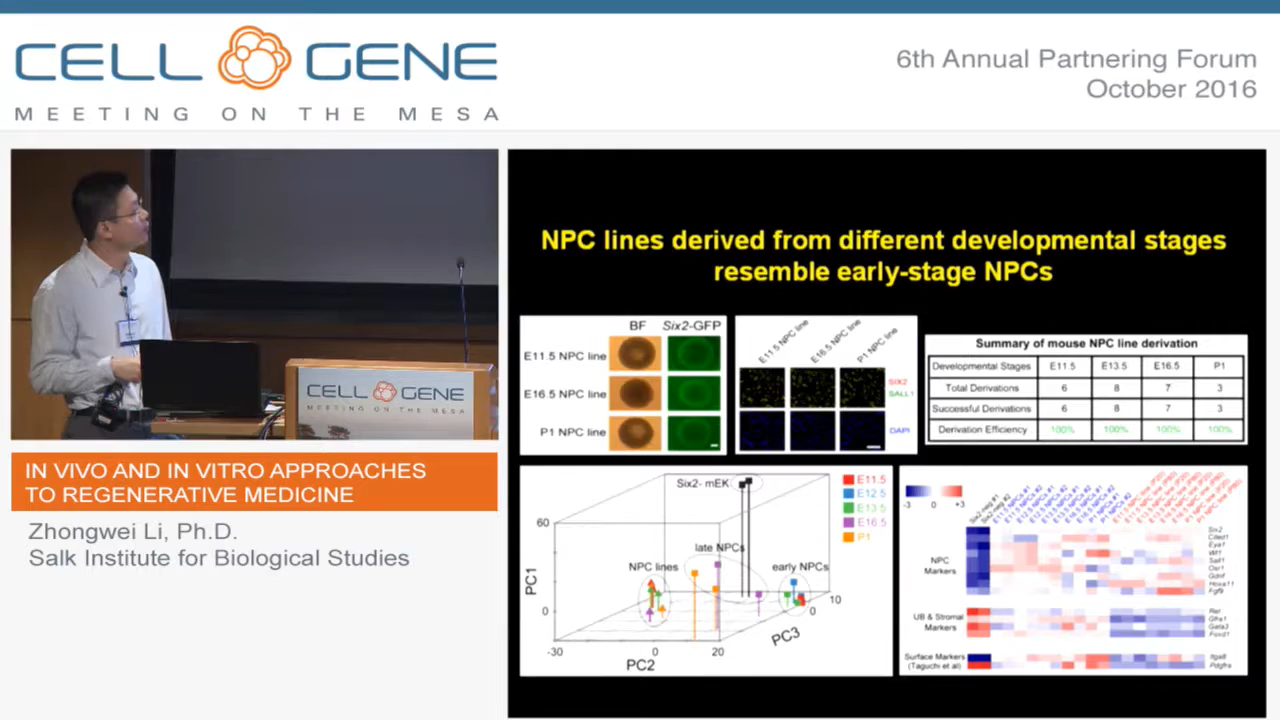 CELL GENE
MEETING ON THE MESA
6th Annual Partnering Forum
October 2016
CELL GENE
MEETING ON THE MESA
IN VIVO AND IN VITRO APPROACHES
TO REGENERATIVE MEDICINE
Zhongwei Li, Ph.D.
Salk Institute for Biological Studies
NPC lines derived from different developmental stages
resemble early-stage NPCs
BF Six2-GFP
E11.5 NPC line
E16.5 NPC line
P1 NPC line
E11.5 NPC line E16.5 NPC line P1 NPC line
SIX2
SALL1
DAPI
Summary of mouse NPC line derivation
Developmental Stages E11.5 E13.5 E16.5 P1
Total Derivations 6 8 7 3
Successful Derivations 6 8 7 3
Derivation Efficiency 100% 100% 100% 100%
Six2- mEK
late NPCs
NPC lines
early NPCs
E11.5
E12.5
E13.5
E16.5
P1
60
0
PC1
-30 0 20
PC2
0
10
PC3
-3 0 +3
Six2-neg #1
Six2-neg #2
NPC
Markers
Six2
Cited1
Eya1
Wt1
Sall1
Osr1
Gdnf
Hoxa11
Fgf9
UB & Stromal
Markers
Ret
Gata3
Foxd1
Surface Markers
(Taguchi et al)
Itga8
Pdgfra